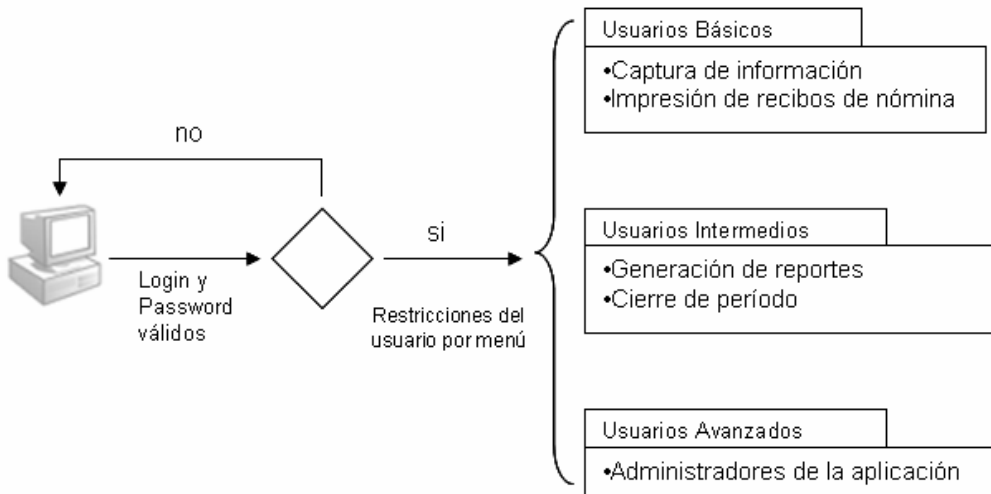 no
Login y
Password
válidos
si
Restricciones del
usuario por menú
Usuarios Básicos
•Captura de información
•Impresión de recibos de nómina
Usuarios Intermedios
•Generación de reportes
•Cierre de período
Usuarios Avanzados
•Administradores de la aplicación